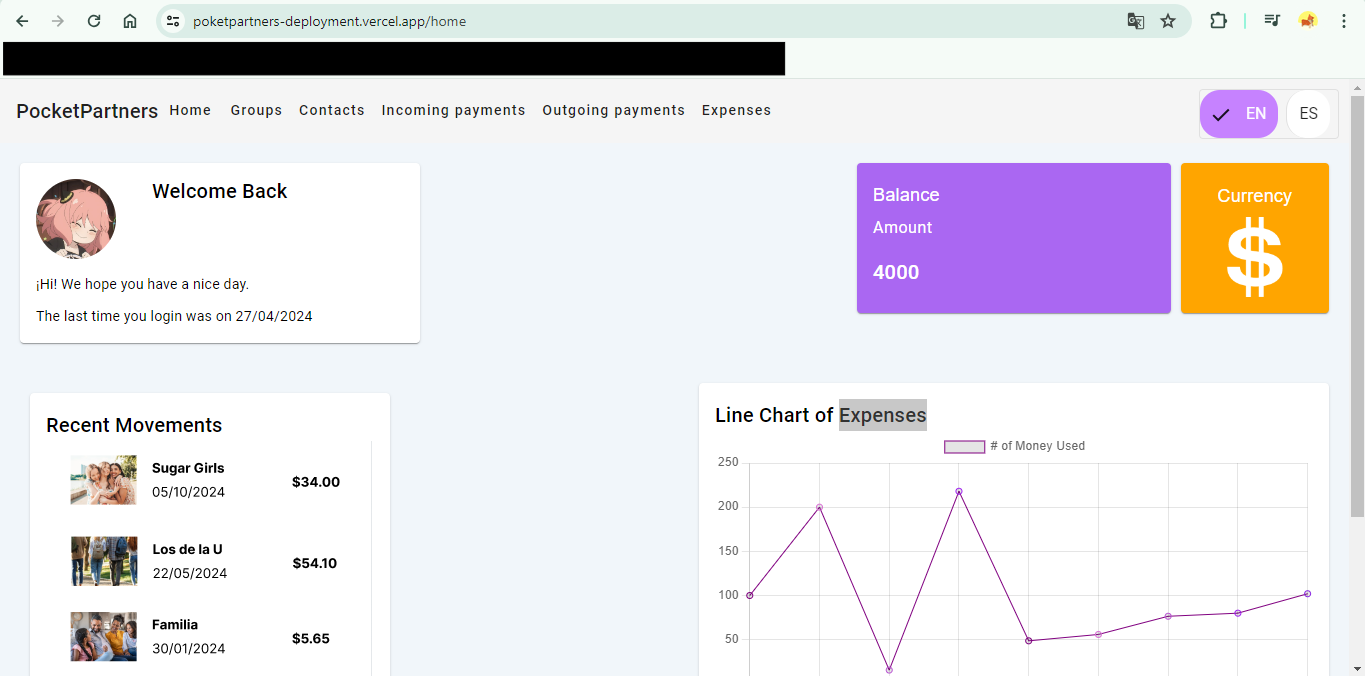 poketpartners-deployment.vercel.app/home
PocketPartners Home Groups Contacts Incoming payments Outgoing payments Expenses
EN ES
Welcome Back
¡Hi! We hope you have a nice day.
The last time you login was on 27/04/2024
Balance
Amount
4000
Currency
$
Recent Movements
Sugar Girls
05/10/2024
$34.00
Los de la U
22/05/2024
$54.10
Familia
30/01/2024
$5.65
Line Chart of Expenses
# of Money Used
250
200
150
100
50